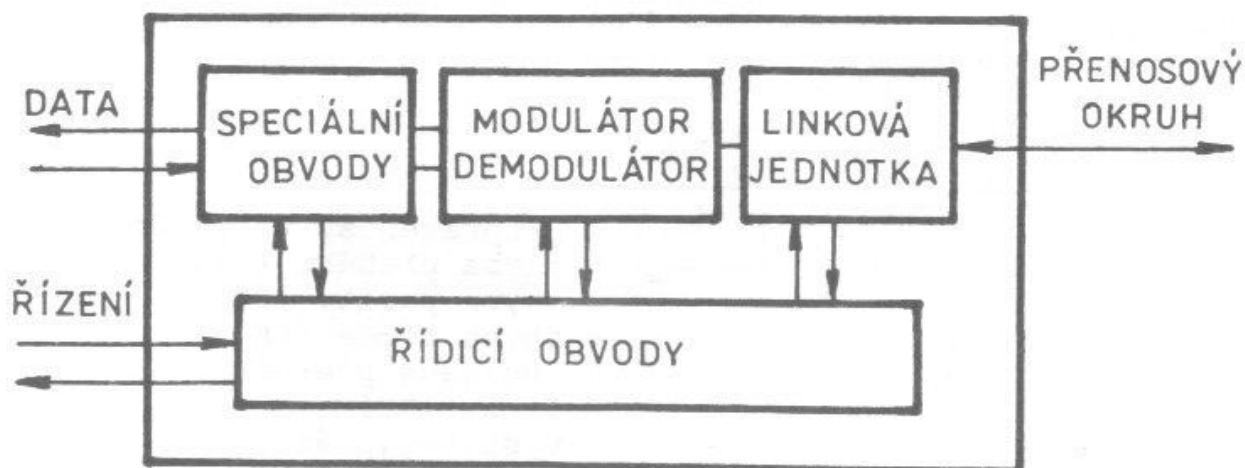 DATA
SPECIÁLNÍ
OBVODY
MODULÁTOR
DEMODULÁTOR
LINKOVÁ
JEDNOTKA
PŘENOSOVÝ
OKRUH
ŘÍZENÍ
ŘÍDICÍ OBVODY